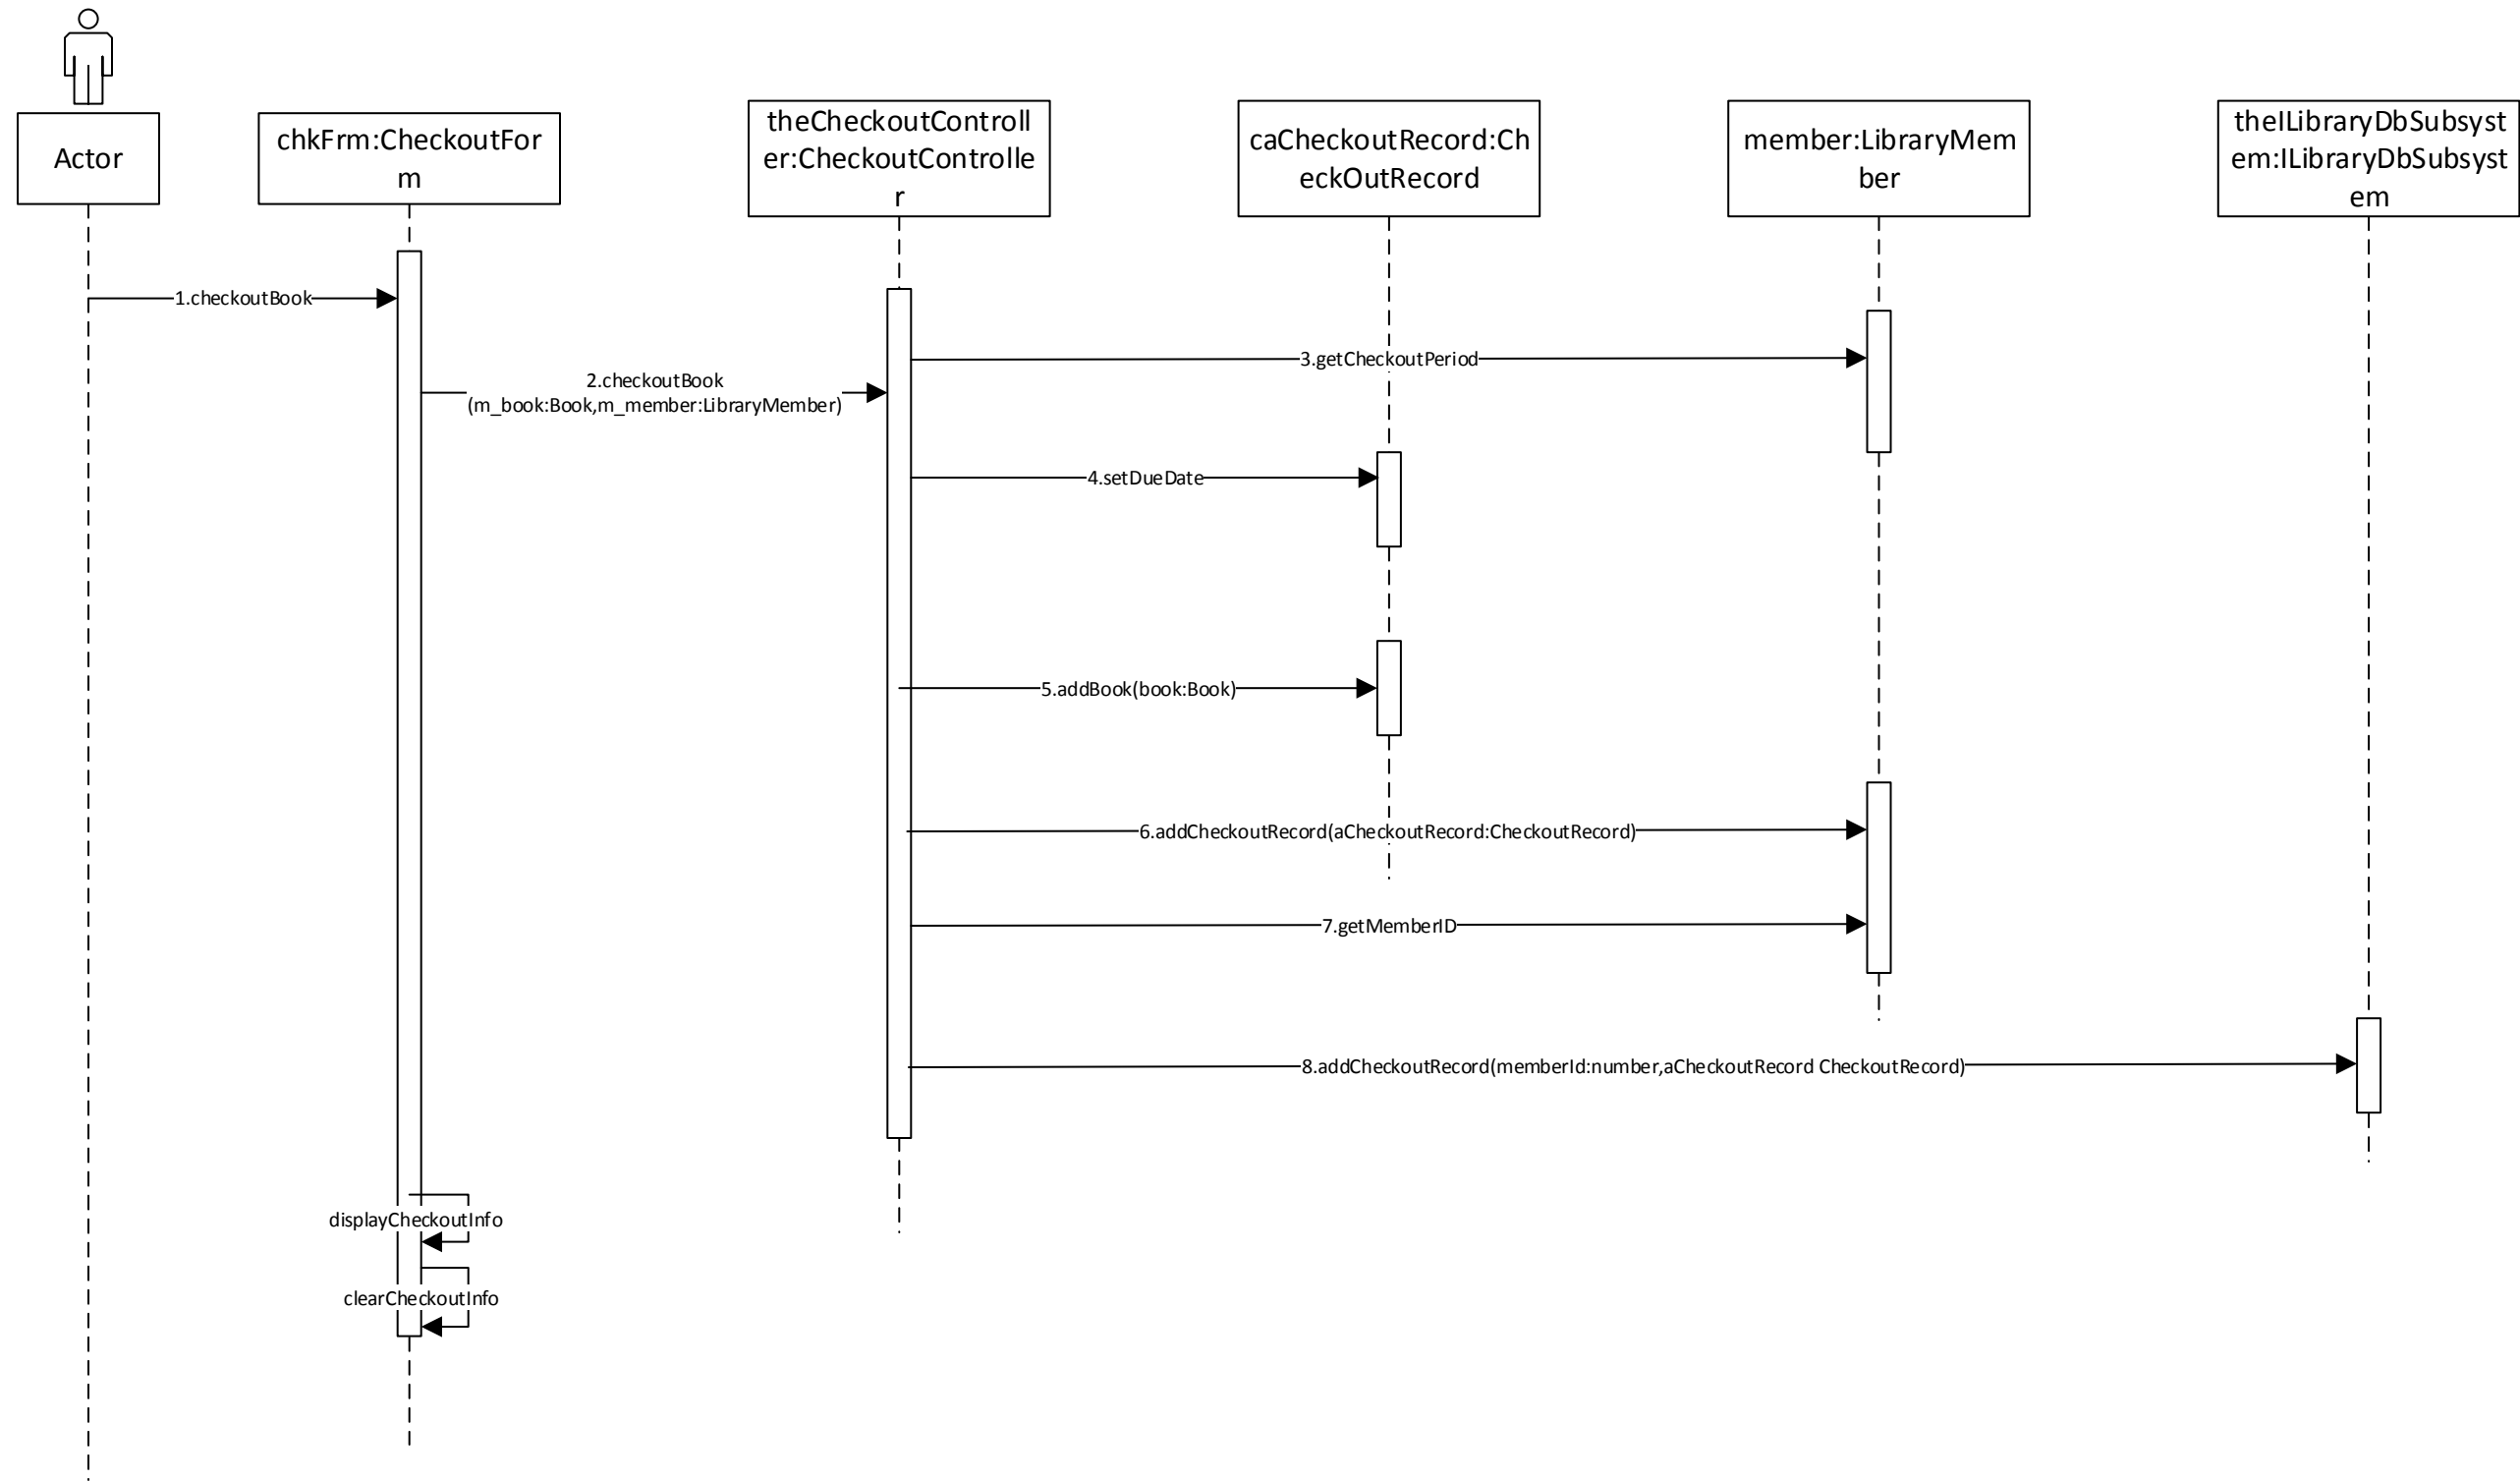 Actor
chkFrm:CheckoutFor
m
theCheckoutControll
er:CheckoutControlle
r
caCheckoutRecord:Ch
eckOutRecord
member:LibraryMem
ber
theILibraryDbSubsyst
em:ILibraryDbSubsyst
em
1.checkoutBook
3.getCheckoutPeriod
2.checkoutBook
(m_book:Book,m_member:LibraryMember)
4.setDueDate
5.addBook(book:Book)
6.addCheckoutRecord(aCheckoutRecord:CheckoutRecord)
7.getMemberID
8.addCheckoutRecord(memberId:number,aCheckoutRecord CheckoutRecord)
displayCheckoutInfo
clearCheckoutInfo